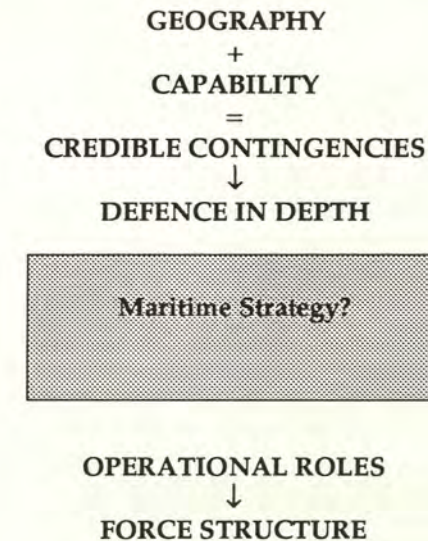 GEOGRAPHY
+
CAPABILITY
=
CREDIBLE CONTINGENCIES
↓
DEFENCE IN DEPTH
Maritime Strategy?
OPERATIONAL ROLES
↓
FORCE STRUCTURE